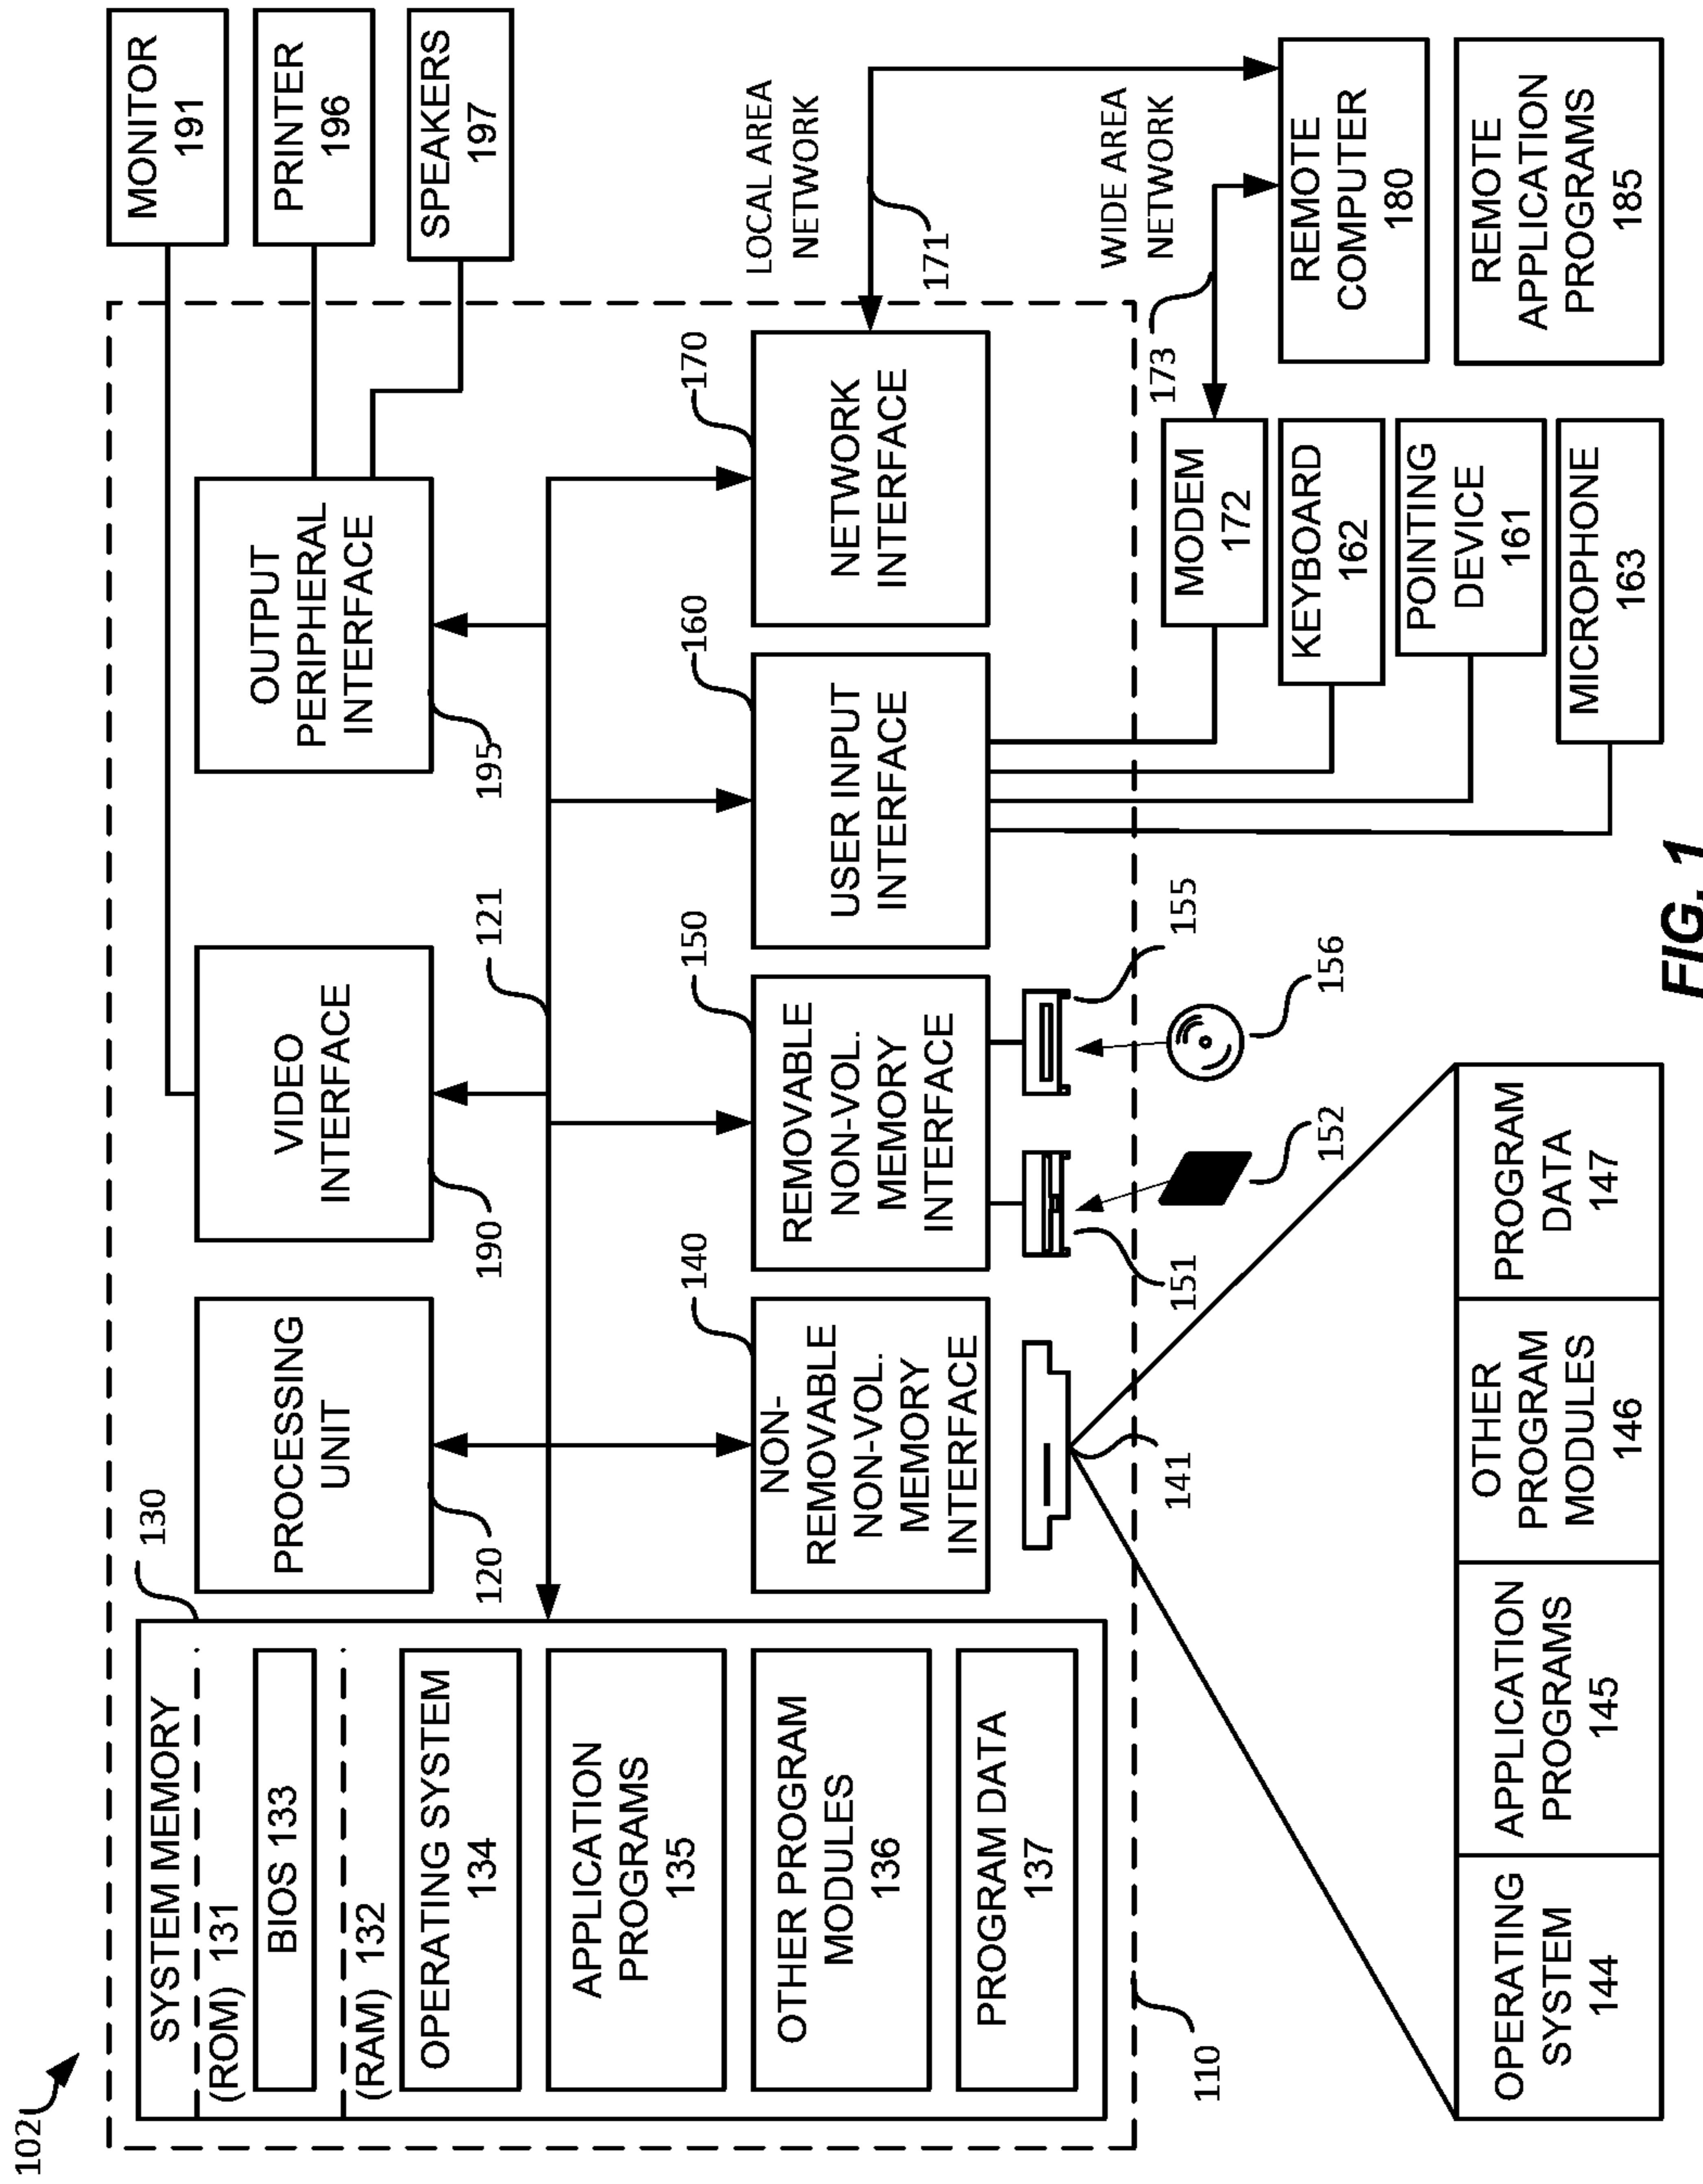 102
SYSTEM MEMORY
(ROM) 131
BIOS 133
(RAM) 132
OPERATING SYSTEM
134
APPLICATION
PROGRAMS
135
OTHER PROGRAM
MODULES
136
PROGRAM DATA
137
130
PROCESSING
UNIT
120
VIDEO
INTERFACE
190
121
OUTPUT
PERIPHERAL
INTERFACE
195
MONITOR
191
PRINTER
196
SPEAKERS
197
140
NON-
REMOVABLE
NON-VOL.
MEMORY
INTERFACE
150
REMOVABLE
NON-VOL.
MEMORY
INTERFACE
160
USER INPUT
INTERFACE
170
NETWORK
INTERFACE
LOCAL AREA
NETWORK
171
WIDE AREA
NETWORK
173
110
141
151
152
155
156
MODEM
172
KEYBOARD
162
POINTING
DEVICE
161
MICROPHONE
163
REMOTE
COMPUTER
180
REMOTE
APPLICATION
PROGRAMS
185
OPERATING
SYSTEM
144
APPLICATION
PROGRAMS
145
OTHER
PROGRAM
MODULES
146
PROGRAM
DATA
147
FIG. 1